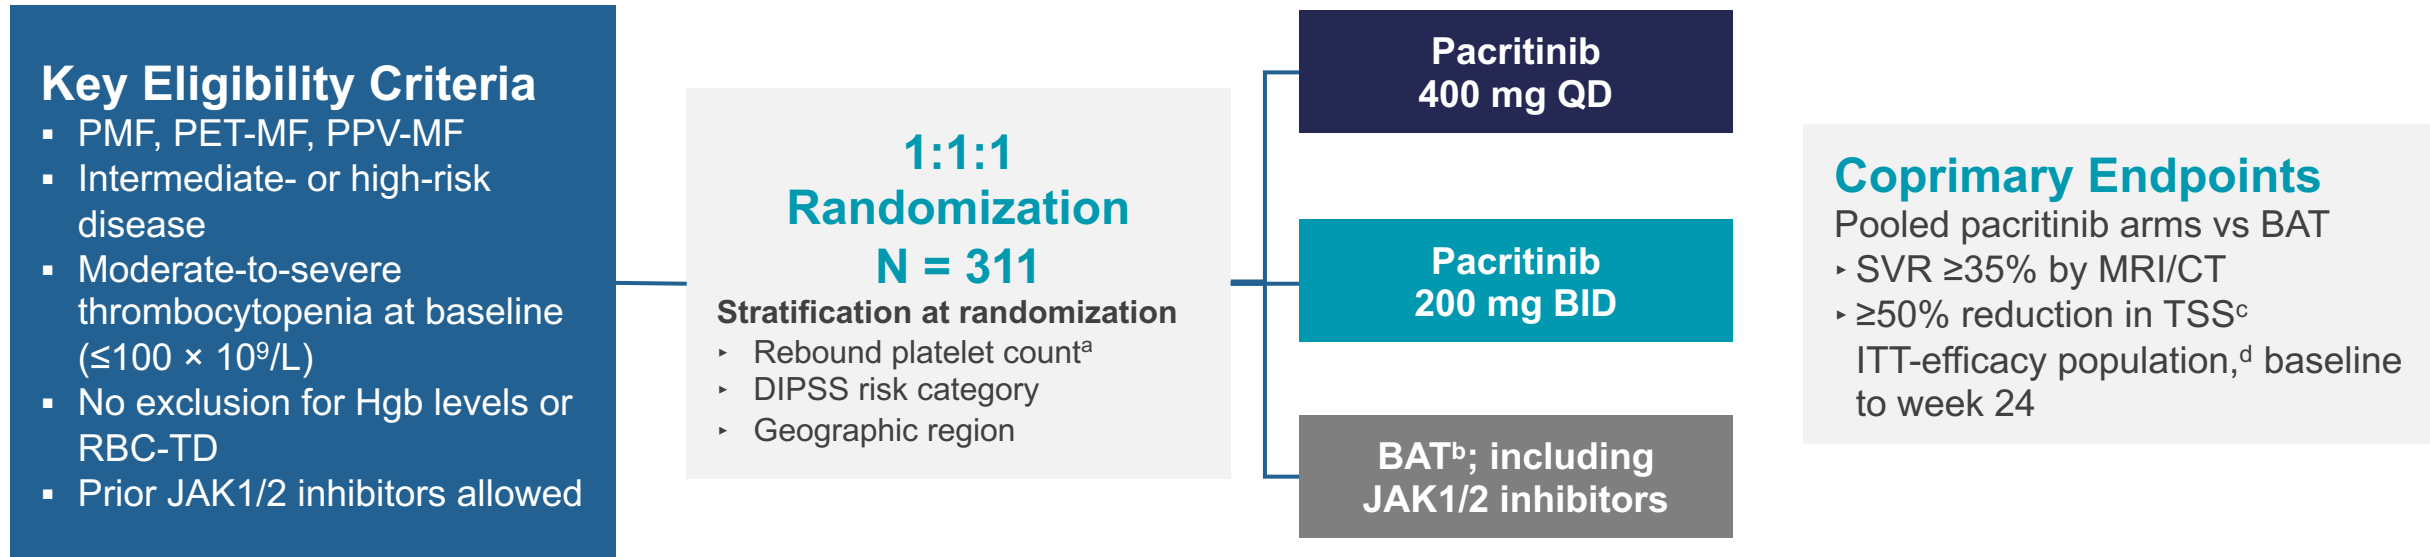 Key Eligibility Criteria
▪ PMF, PET-MF, PPV-MF
▪ Intermediate- or high-risk
disease
▪ Moderate-to-severe
thrombocytopenia at baseline
(≤100 × 10⁹/L)
▪ No exclusion for Hgb levels or
RBC-TD
▪ Prior JAK1/2 inhibitors allowed
1:1:1
Randomization
N = 311
Stratification at randomization
‣ Rebound platelet countᵃ
‣ DIPSS risk category
‣ Geographic region
Pacritinib
400 mg QD
Pacritinib
200 mg BID
BATᵇ; including
JAK1/2 inhibitors
Coprimary Endpoints
Pooled pacritinib arms vs BAT
‣ SVR ≥35% by MRI/CT
‣ ≥50% reduction in TSSᶜ
ITT-efficacy population,ᵈ baseline
to week 24